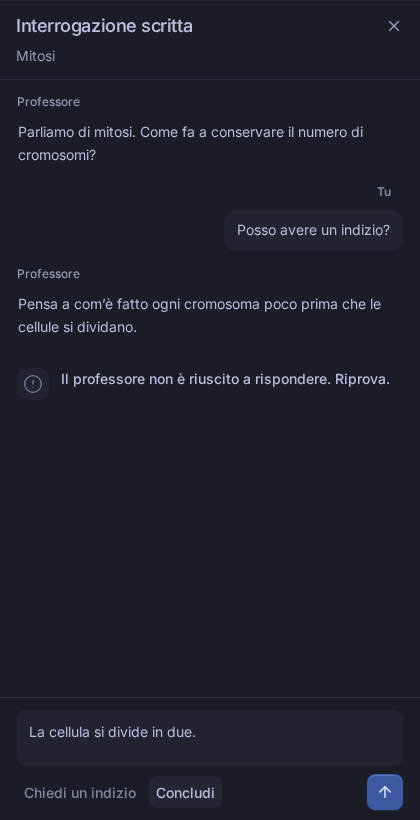 Interrogazione scritta
Mitosi
Professore
Parliamo di mitosi. Come fa a conservare il numero di
cromosomi?
Tu
Posso avere un indizio?
Professore
Pensa a com’è fatto ogni cromosoma poco prima che le
cellule si dividano.
Il professore non è riuscito a rispondere. Riprova.
La cellula si divide in due.
Chiedi un indizio
Concludi